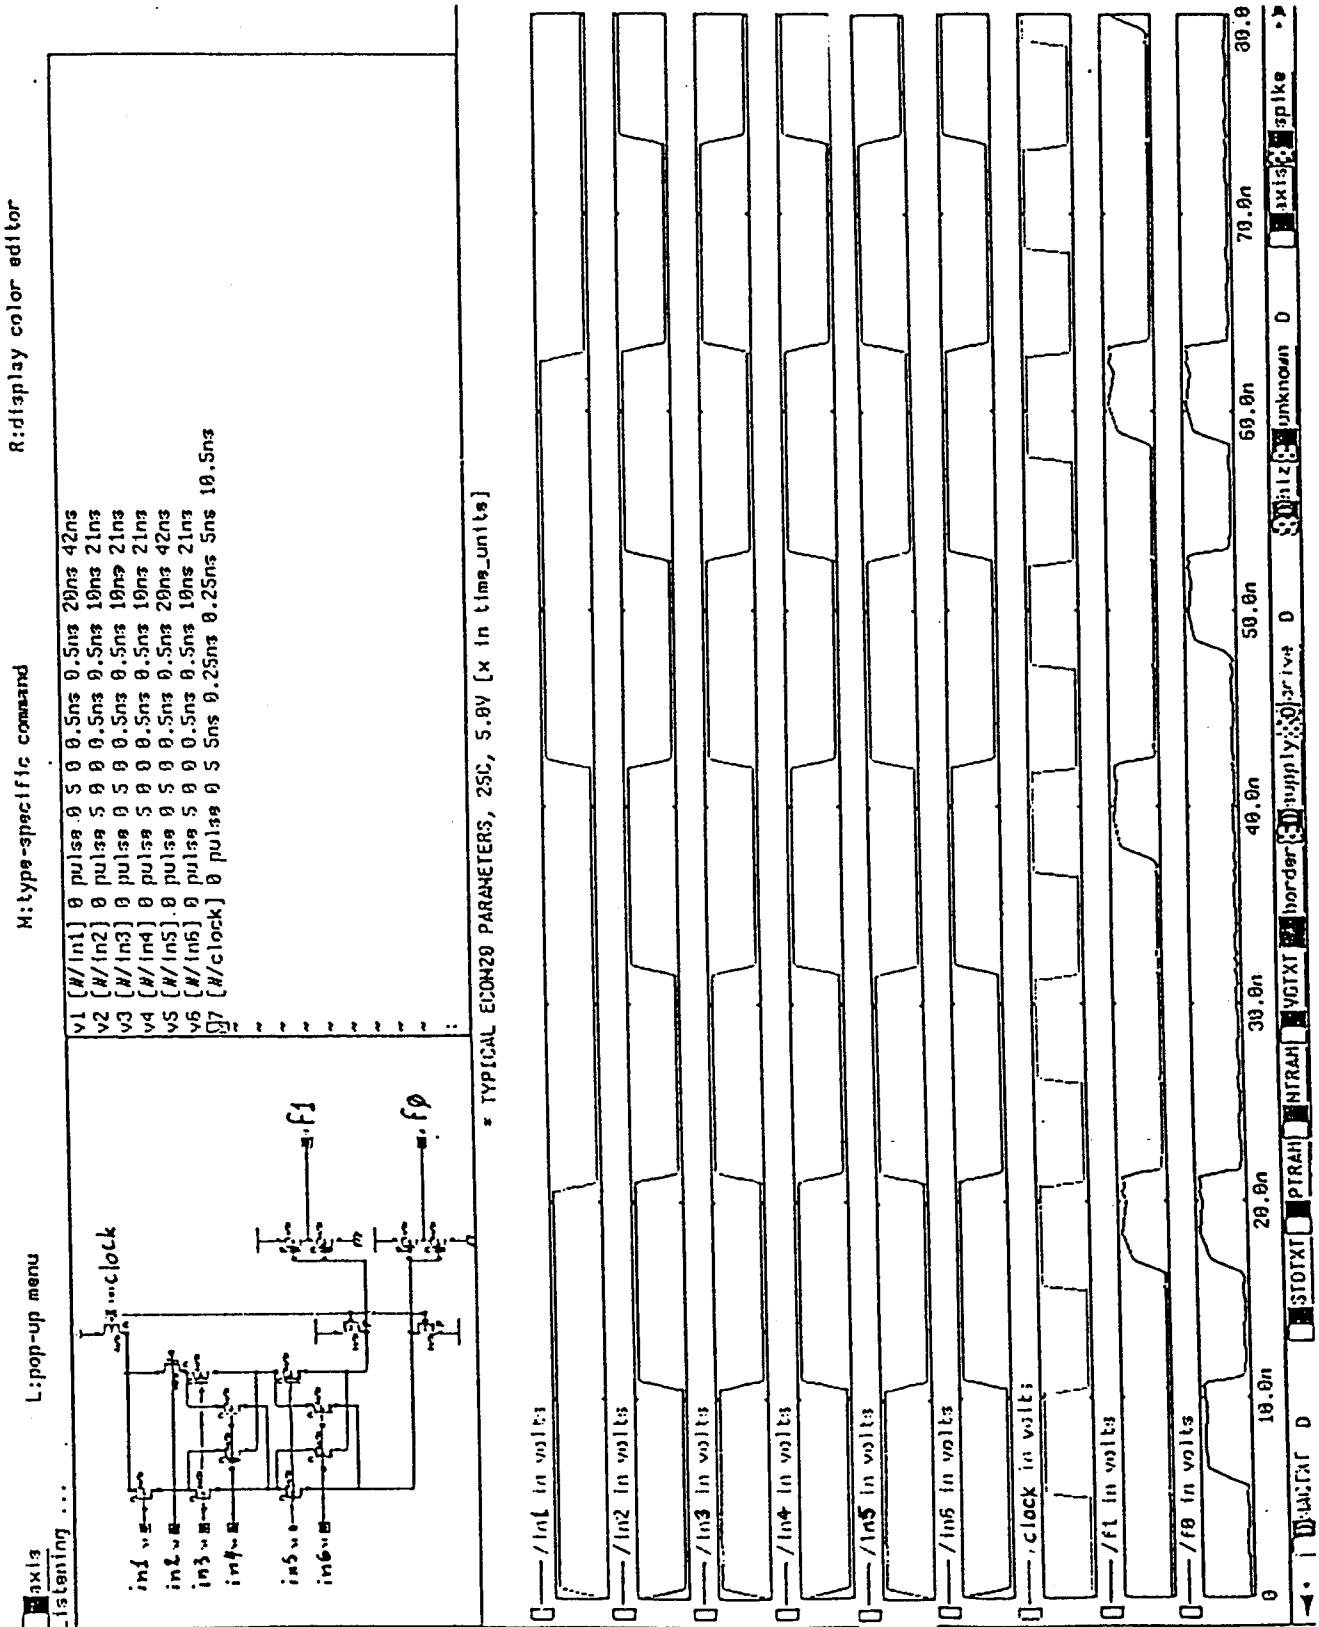 axis
L:pop-up menu
M:type-specific command
R:display color editor
istening ...
in1
in2
in3
in4
in5
in6
clock
f1
fø
v1 [#/in1] 0 pulse 0 5 0 0.5ns 0.5ns 20ns 42ns
v2 [#/in2] 0 pulse 5 0 0 0.5ns 0.5ns 10ns 21ns
v3 [#/in3] 0 pulse 0 5 0 0.5ns 0.5ns 10ns 21ns
v4 [#/in4] 0 pulse 5 0 0 0.5ns 0.5ns 10ns 21ns
v5 [#/in5] 0 pulse 0 5 0 0.5ns 0.5ns 20ns 42ns
v6 [#/in6] 0 pulse 5 0 0 0.5ns 0.5ns 10ns 21ns
v7 [#/clock] 0 pulse 0 5 5ns 0.25ns 0.25ns 5ns 10.5ns
~
~
~
~
~
~
~
~
:
* TYPICAL ECON20 PARAMETERS, 25C, 5.0V [x in time_units]
/in1 in volts
/in2 in volts
/in3 in volts
/in4 in volts
/in5 in volts
/in6 in volts
/clock in volts
/f1 in volts
/f0 in volts
0 10.0n 20.0n 30.0n 40.0n 50.0n 60.0n 70.0n 80.0
D STOTXT PTRAN NTRAN VGTXT border supply prive D hlz unknown D axis spike